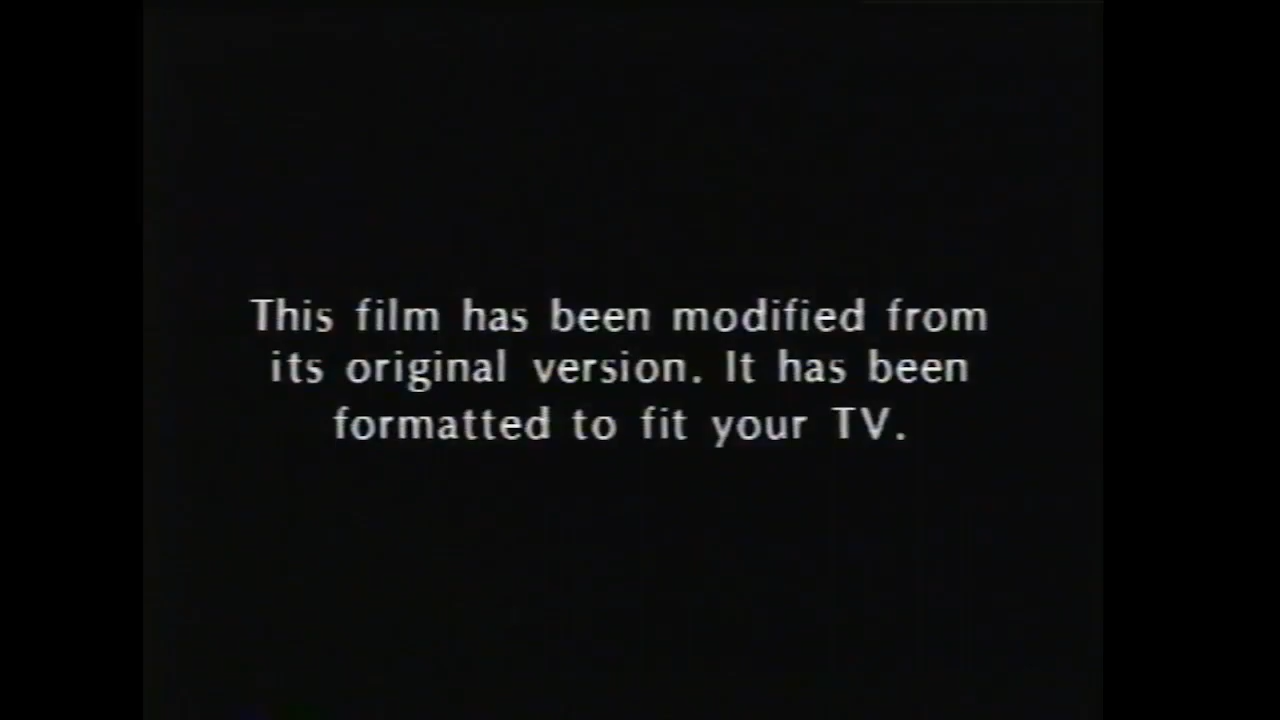 This film has been modified from
its original version. It has been
formatted to fit your TV.